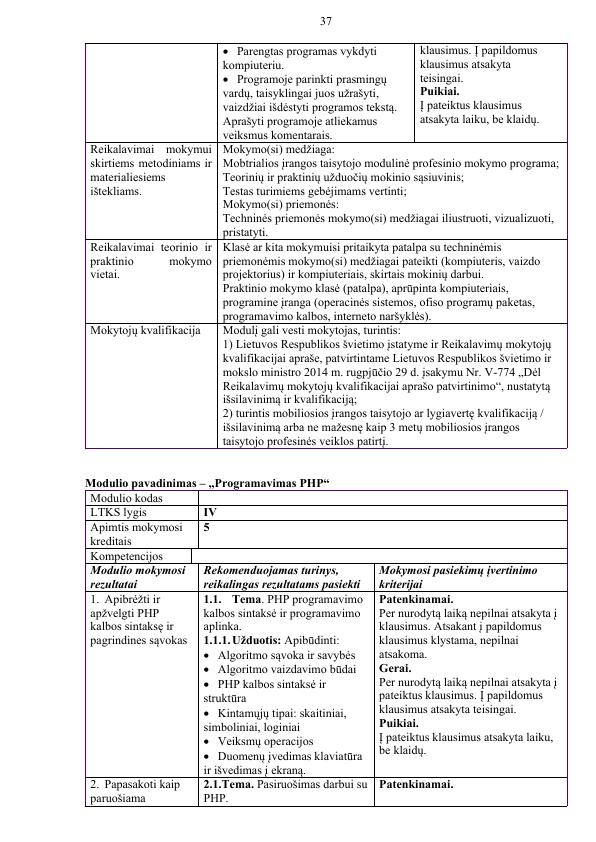 37
• Parengtas programas vykdyti
kompiuteriu.
• Programoje parinkti prasmingų
vardų, taisyklingai juos užrašyti,
vaizdžiai išdėstyti programos tekstą.
Aprašyti programoje atliekamus
veiksmus komentarais.
klausimus. Į papildomus
klausimus atsakyta
teisingai.
Puikiai.
Į pateiktus klausimus
atsakyta laiku, be klaidų.
Reikalavimai mokymui
skirtiems metodiniams ir
materialiesiems
ištekliams.
Mokymo(si) medžiaga:
Mobtrialios įrangos taisytojo modulinė profesinio mokymo programa;
Teorinių ir praktinių užduočių mokinio sąsiuvinis;
Testas turimiems gebėjimams vertinti;
Mokymo(si) priemonės:
Techninės priemonės mokymo(si) medžiagai iliustruoti, vizualizuoti,
pristatyti.
Reikalavimai teorinio ir
praktinio mokymo
vietai.
Klasė ar kita mokymuisi pritaikyta patalpa su techninėmis
priemonėmis mokymo(si) medžiagai pateikti (kompiuteris, vaizdo
projektorius) ir kompiuteriais, skirtais mokinių darbui.
Praktinio mokymo klasė (patalpa), aprūpinta kompiuteriais,
programine įranga (operacinės sistemos, ofiso programų paketas,
programavimo kalbos, interneto naršyklės).
Mokytojų kvalifikacija
Modulį gali vesti mokytojas, turintis:
1) Lietuvos Respublikos švietimo įstatyme ir Reikalavimų mokytojų
kvalifikacijai apraše, patvirtintame Lietuvos Respublikos švietimo ir
mokslo ministro 2014 m. rugpjūčio 29 d. įsakymu Nr. V-774 „Dėl
Reikalavimų mokytojų kvalifikacijai aprašo patvirtinimo“, nustatytą
išsilavinimą ir kvalifikaciją;
2) turintis mobiliosios įrangos taisytojo ar lygiavertę kvalifikaciją /
išsilavinimą arba ne mažesnę kaip 3 metų mobiliosios įrangos
taisytojo profesinės veiklos patirtį.
Modulio pavadinimas – „Programavimas PHP“
Modulio kodas
LTKS lygis IV
Apimtis mokymosi 5
kreditais
Kompetencijos
Modulio mokymosi
rezultatai
Rekomenduojamas turinys,
reikalingas rezultatams pasiekti
Mokymosi pasiekimų įvertinimo
kriterijai
1. Apibrėžti ir
apžvelgti PHP
kalbos sintaksę ir
pagrindines sąvokas
1.1. Tema. PHP programavimo
kalbos sintaksė ir programavimo
aplinka.
1.1.1. Užduotis: Apibūdinti:
• Algoritmo sąvoka ir savybės
• Algoritmo vaizdavimo būdai
• PHP kalbos sintaksė ir
struktūra
• Kintamųjų tipai: skaitiniai,
simboliniai, loginiai
• Veiksmų operacijos
• Duomenų įvedimas klaviatūra
ir išvedimas į ekraną.
Patenkinamai.
Per nurodytą laiką nepilnai atsakyta į
klausimus. Atsakant į papildomus
klausimus klystama, nepilnai
atsakoma.
Gerai.
Per nurodytą laiką nepilnai atsakyta į
pateiktus klausimus. Į papildomus
klausimus atsakyta teisingai.
Puikiai.
Į pateiktus klausimus atsakyta laiku,
be klaidų.
2. Papasakoti kaip
paruošiama
2.1.Tema. Pasiruošimas darbui su
PHP.
Patenkinamai.